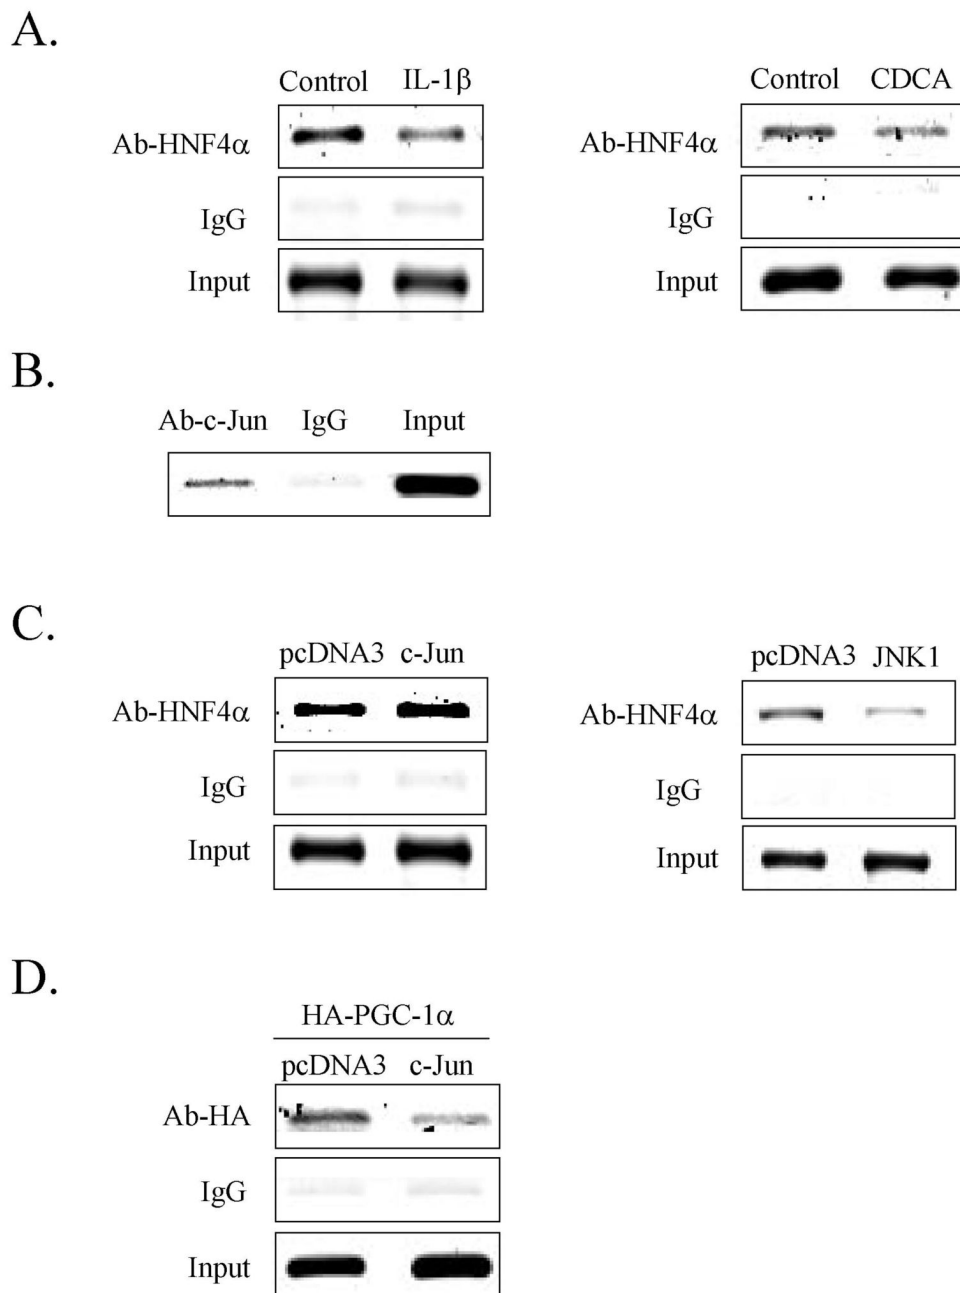 A.
Control IL-1β
Ab-HNF4α
IgG
Input
Control CDCA
Ab-HNF4α
IgG
Input
B.
Ab-c-Jun IgG Input
C.
pcDNA3 c-Jun
Ab-HNF4α
IgG
Input
pcDNA3 JNK1
Ab-HNF4α
IgG
Input
D.
HA-PGC-1α
pcDNA3 c-Jun
Ab-HA
IgG
Input